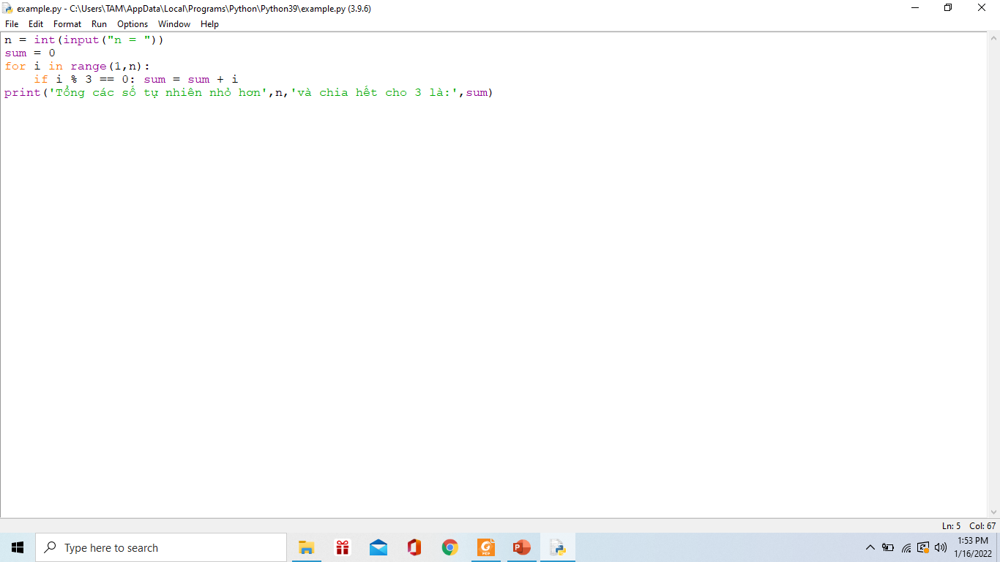 example.py - C:\Users\TAM\AppData\Local\Programs\Python\Python39\example.py (3.9.6)
File Edit Format Run Options Window Help
n = int(input("n = "))
sum = 0
for i in range(1,n):
    if i % 3 == 0: sum = sum + i
print('Tổng các số tự nhiên nhỏ hơn',n,'và chia hết cho 3 là:',sum)
Ln: 5 Col: 67
Type here to search
PDF
P
1:53 PM
1/16/2022